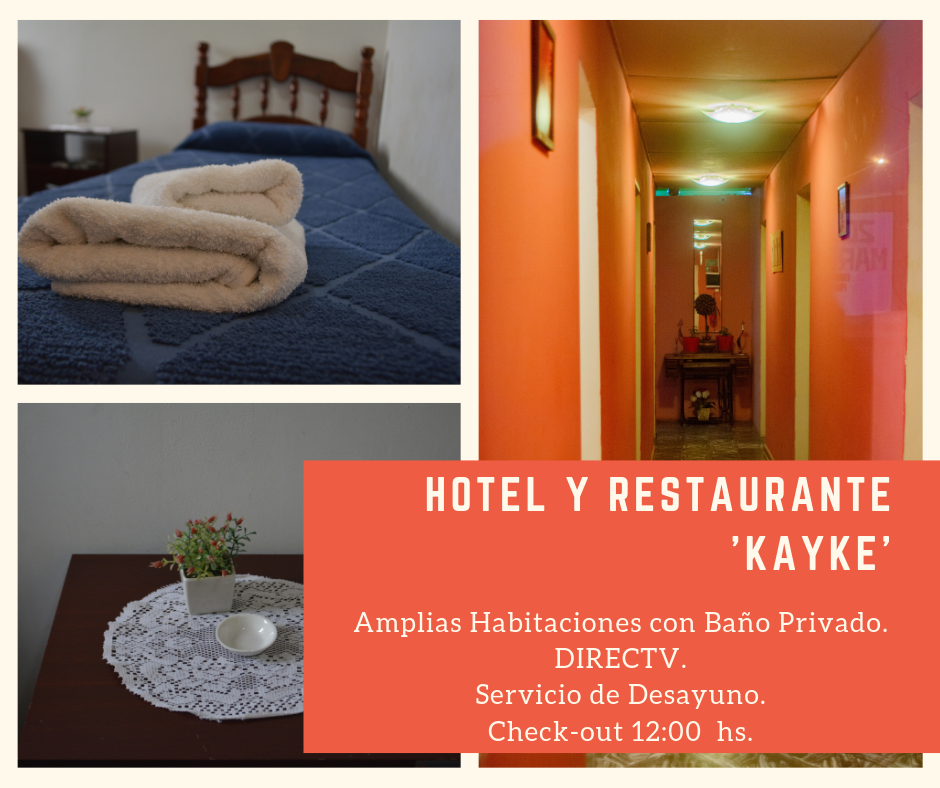 HOTEL Y RESTAURANTE
'KAYKE'
Amplias Habitaciones con Baño Privado.
DIRECTV.
Servicio de Desayuno.
Check-out 12:00 hs.